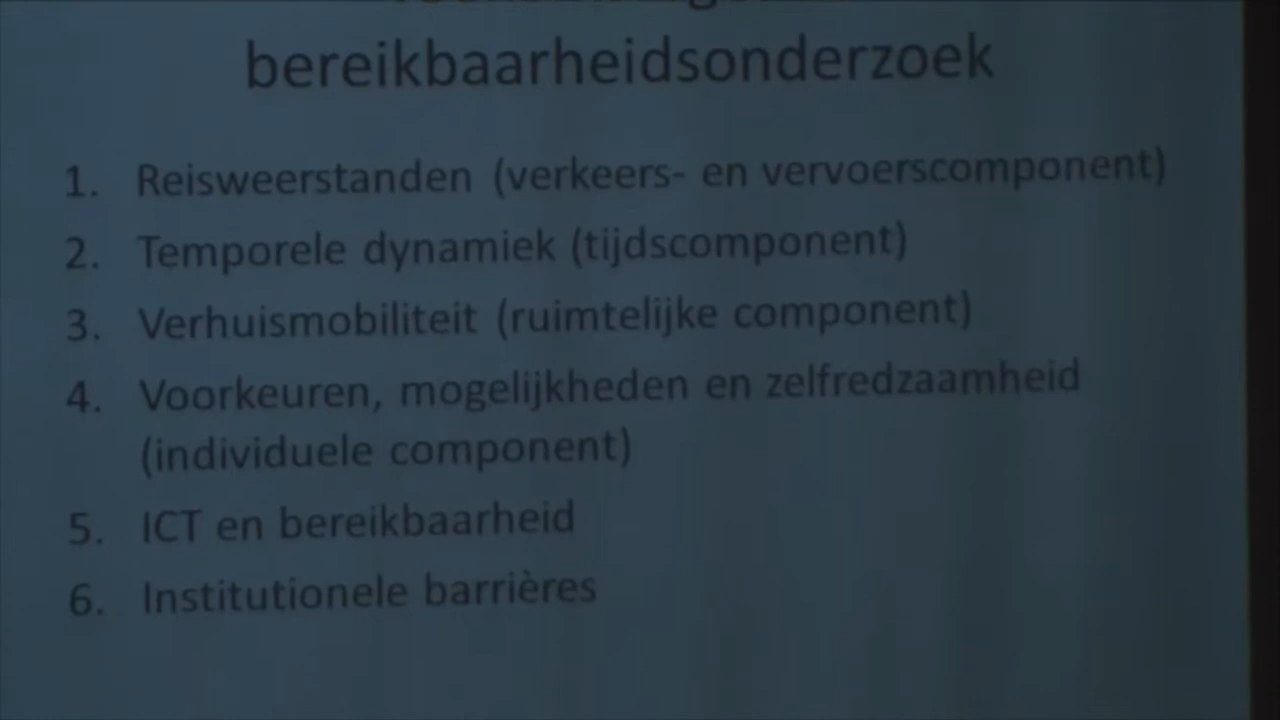 bereikbaarheidsonderzoek
1. Reisweerstanden (verkeers- en vervoerscomponent)
2. Temporele dynamiek (tijdscomponent)
3. Verhuismobiliteit (ruimtelijke component)
4. Voorkeuren, mogelijkheden en zelfredzaamheid
(individuele component)
5. ICT en bereikbaarheid
6. Institutionele barrières